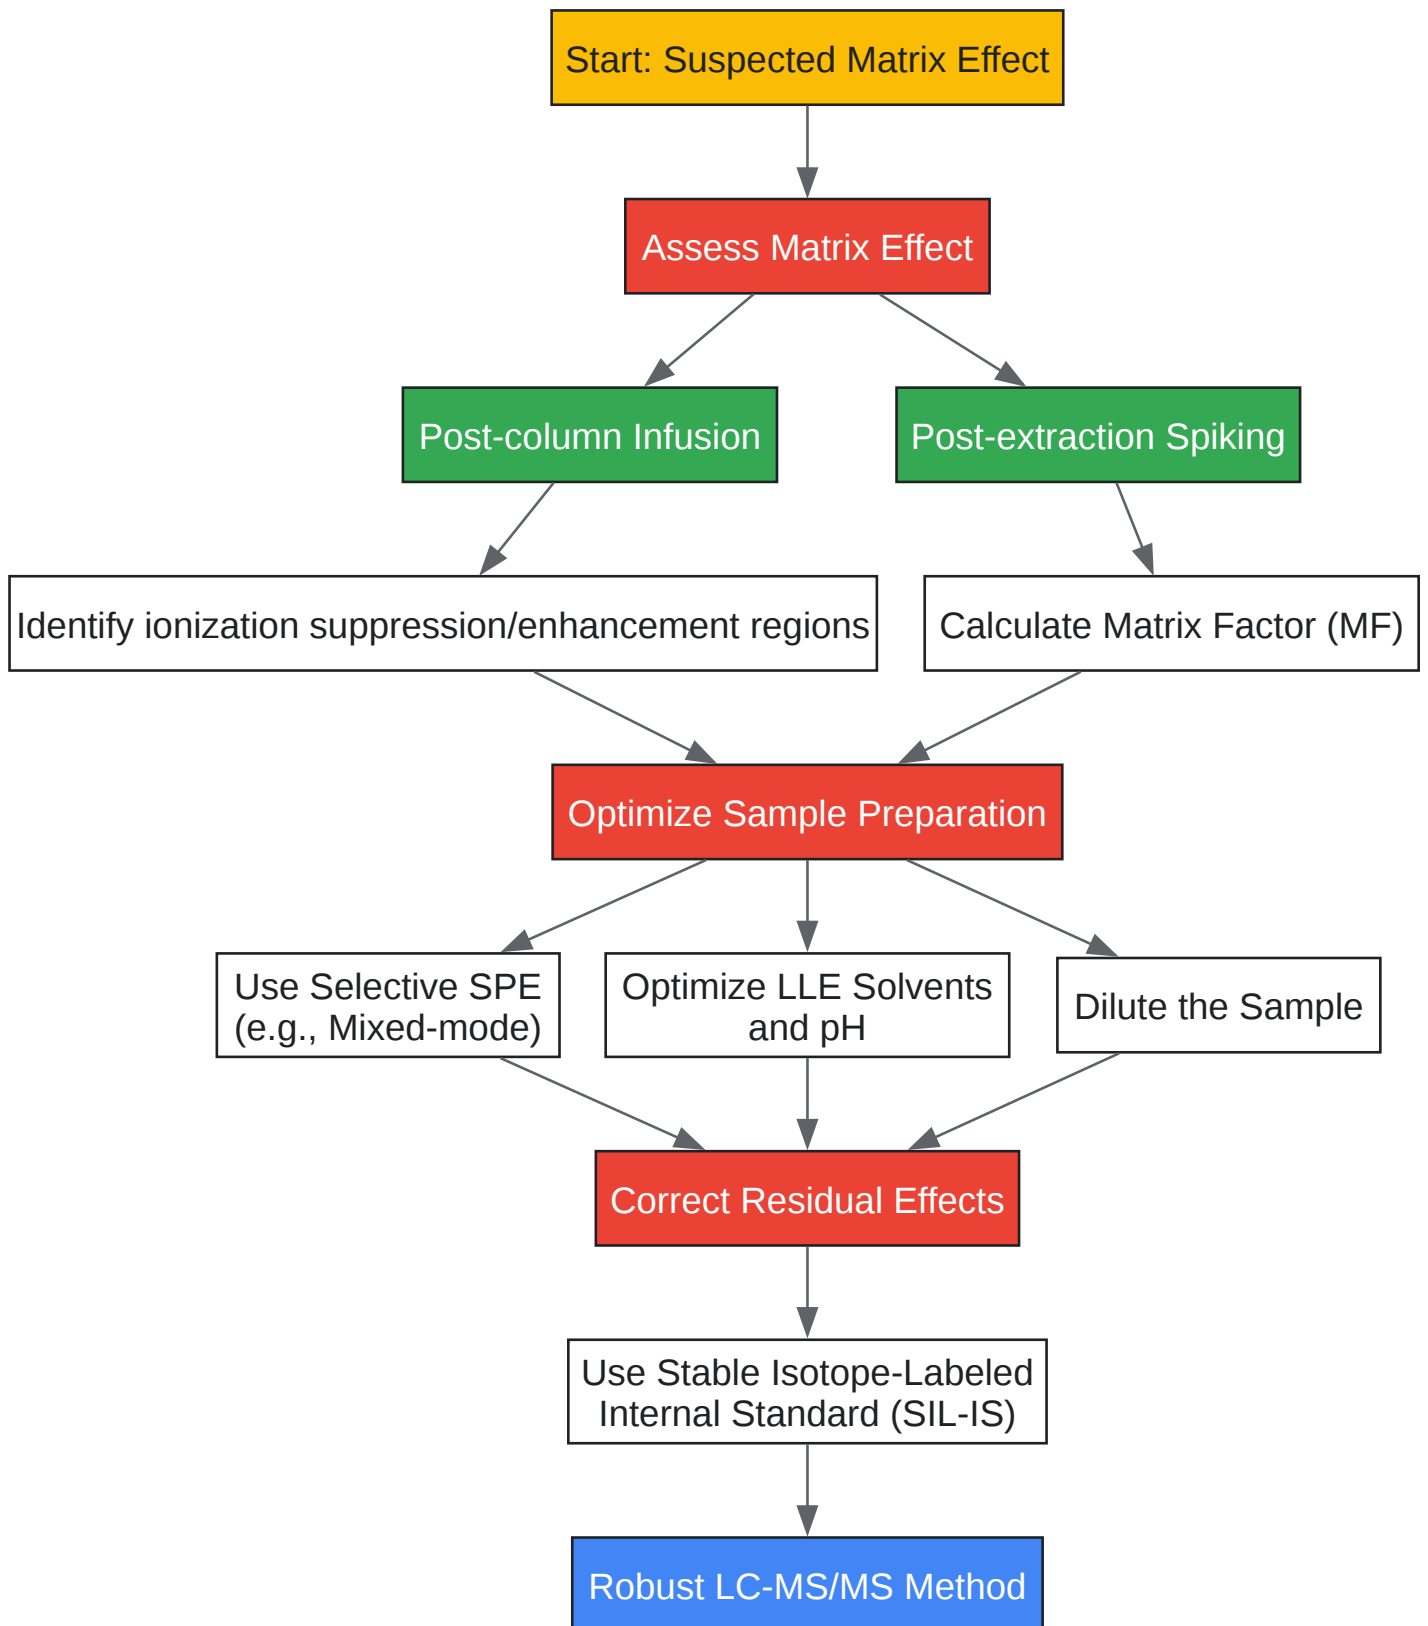 Start: Suspected Matrix Effect
Assess Matrix Effect
Post-column Infusion
Post-extraction Spiking
Identify ionization suppression/enhancement regions
Calculate Matrix Factor (MF)
Optimize Sample Preparation
Use Selective SPE
(e.g., Mixed-mode)
Optimize LLE Solvents
and pH
Dilute the Sample
Correct Residual Effects
Use Stable Isotope-Labeled
Internal Standard (SIL-IS)
Robust LC-MS/MS Method